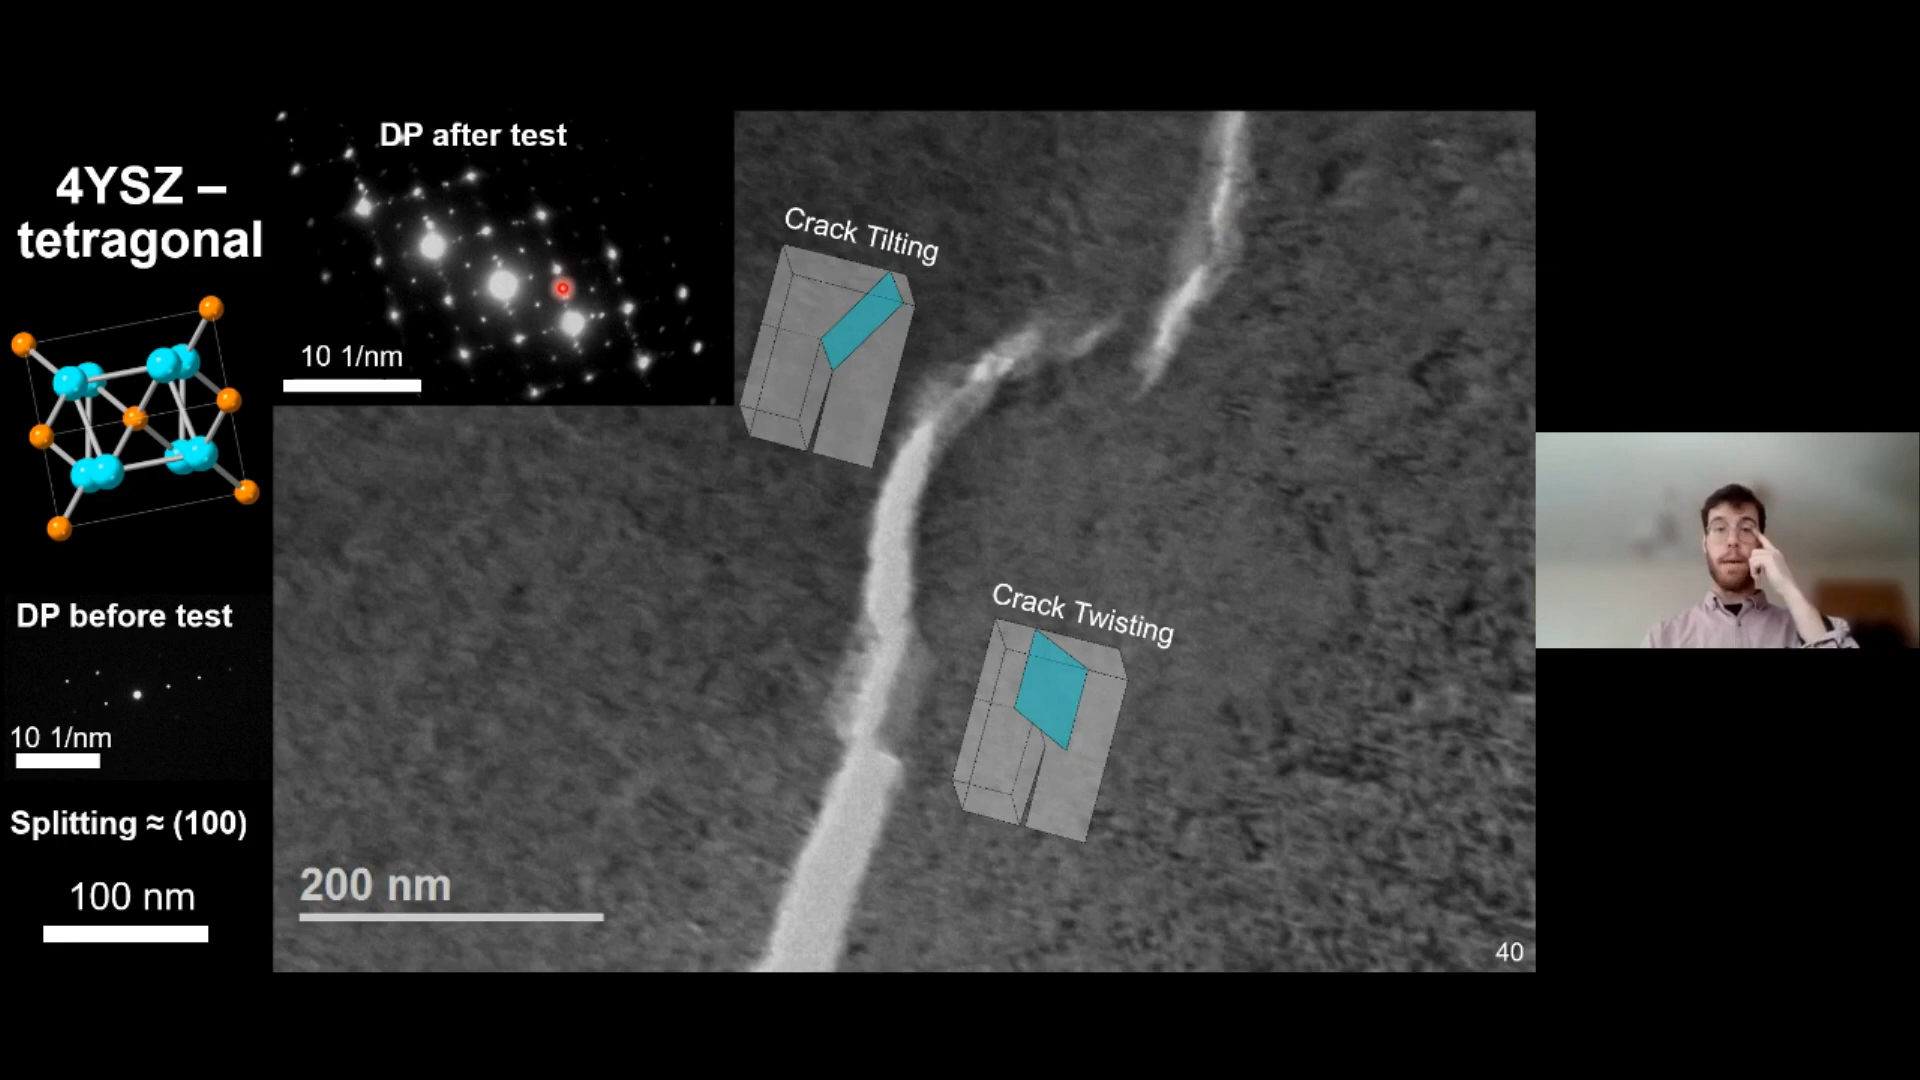 4YSZ –
tetragonal
DP after test
10 1/nm
Crack Tilting
DP before test
10 1/nm
Crack Twisting
Splitting ≈ (100)
100 nm
200 nm
40